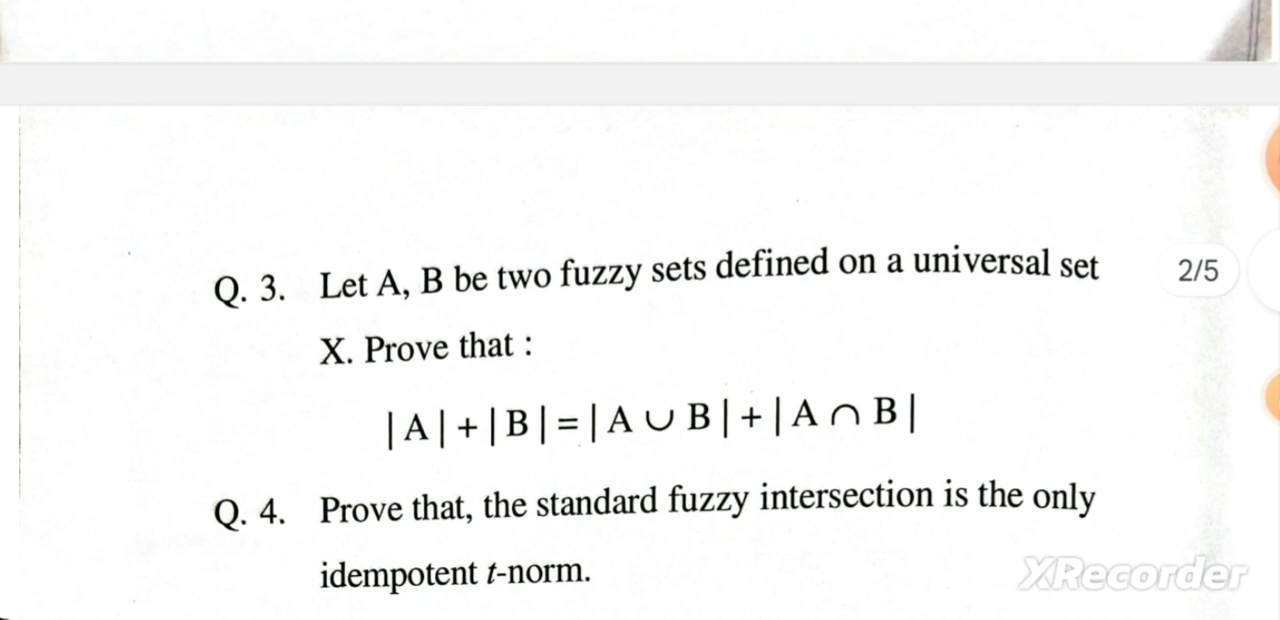 Q. 3. Let A, B be two fuzzy sets defined on a universal set
2/5
X. Prove that :
| A | + | B | = | A ∪ B | + | A ∩ B |
Q. 4. Prove that, the standard fuzzy intersection is the only
idempotent t-norm.
XRecorder